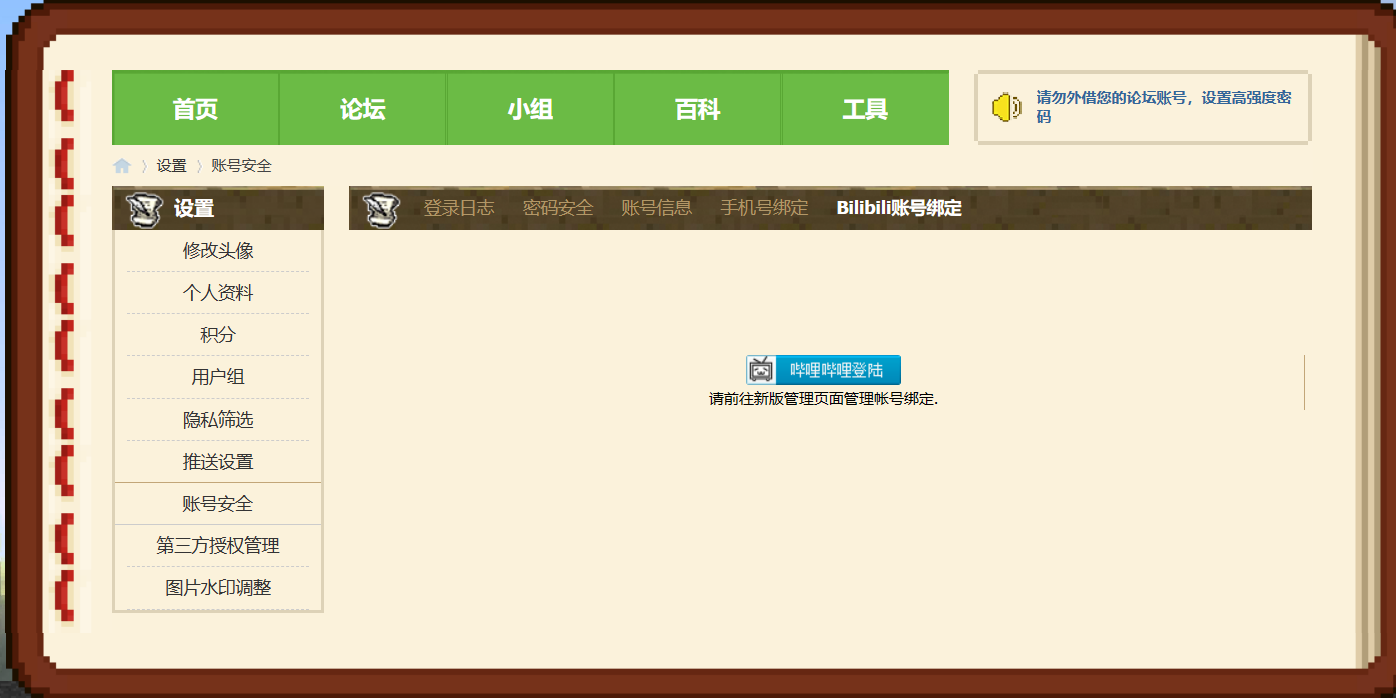 首页
论坛
小组
百科
工具
请勿外借您的论坛账号，设置高强度密
码
设置
账号安全
设置
登录日志
密码安全
账号信息
手机号绑定
Bilibili账号绑定
修改头像
个人资料
积分
用户组
隐私筛选
推送设置
账号安全
第三方授权管理
图片水印调整
哔哩哔哩登陆
请前往新版管理页面管理帐号绑定.